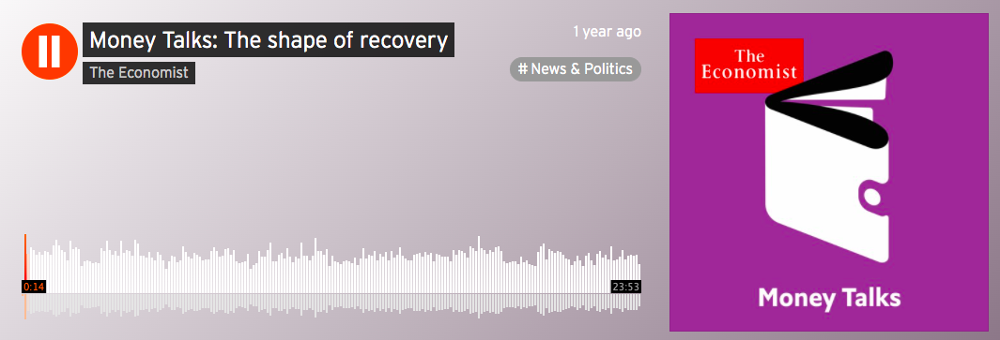 Money Talks: The shape of recovery
The Economist
1 year ago
# News & Politics
0:14
23:53
The
Economist
Money Talks